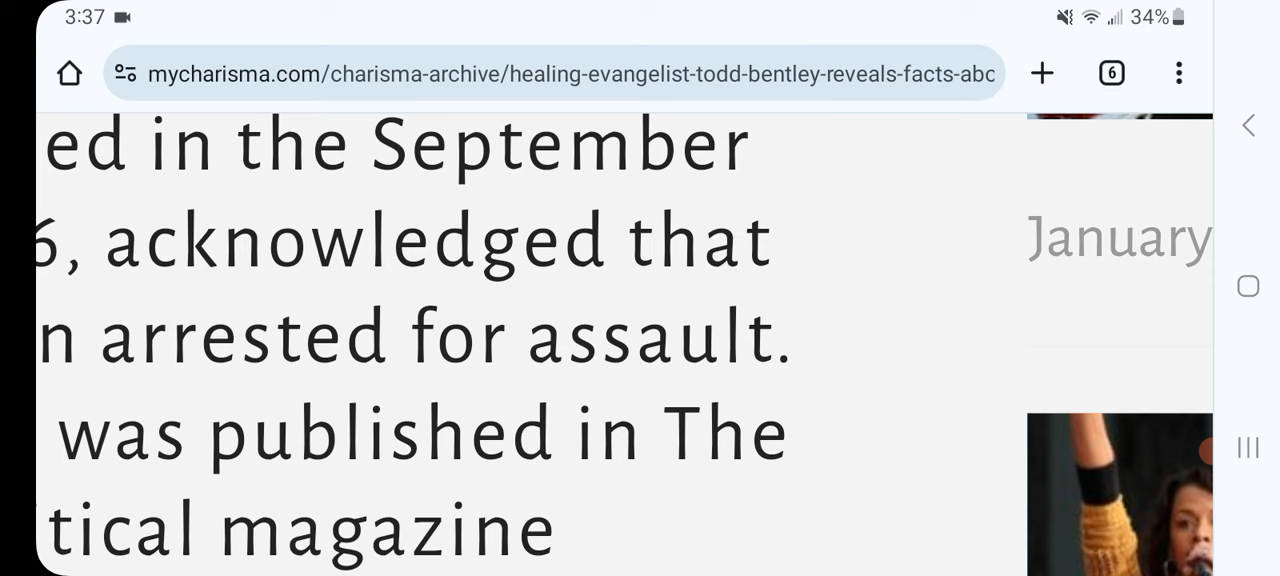 3:37
34%
mycharisma.com/charisma-archive/healing-evangelist-todd-bentley-reveals-facts-abc
6
ed in the September
6, acknowledged that
January
n arrested for assault.
was published in The
tical magazine